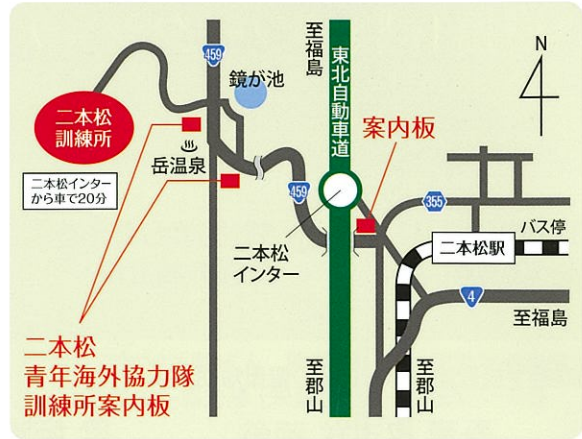 至福島
東北自動車道
N
459
鏡が池
案内板
二本松
訓練所
岳温泉
二本松インター
から車で20分
459
355
二本松
インター
バス停
二本松駅
4
至福島
二本松
青年海外協力隊
訓練所案内板
至郡山
至郡山